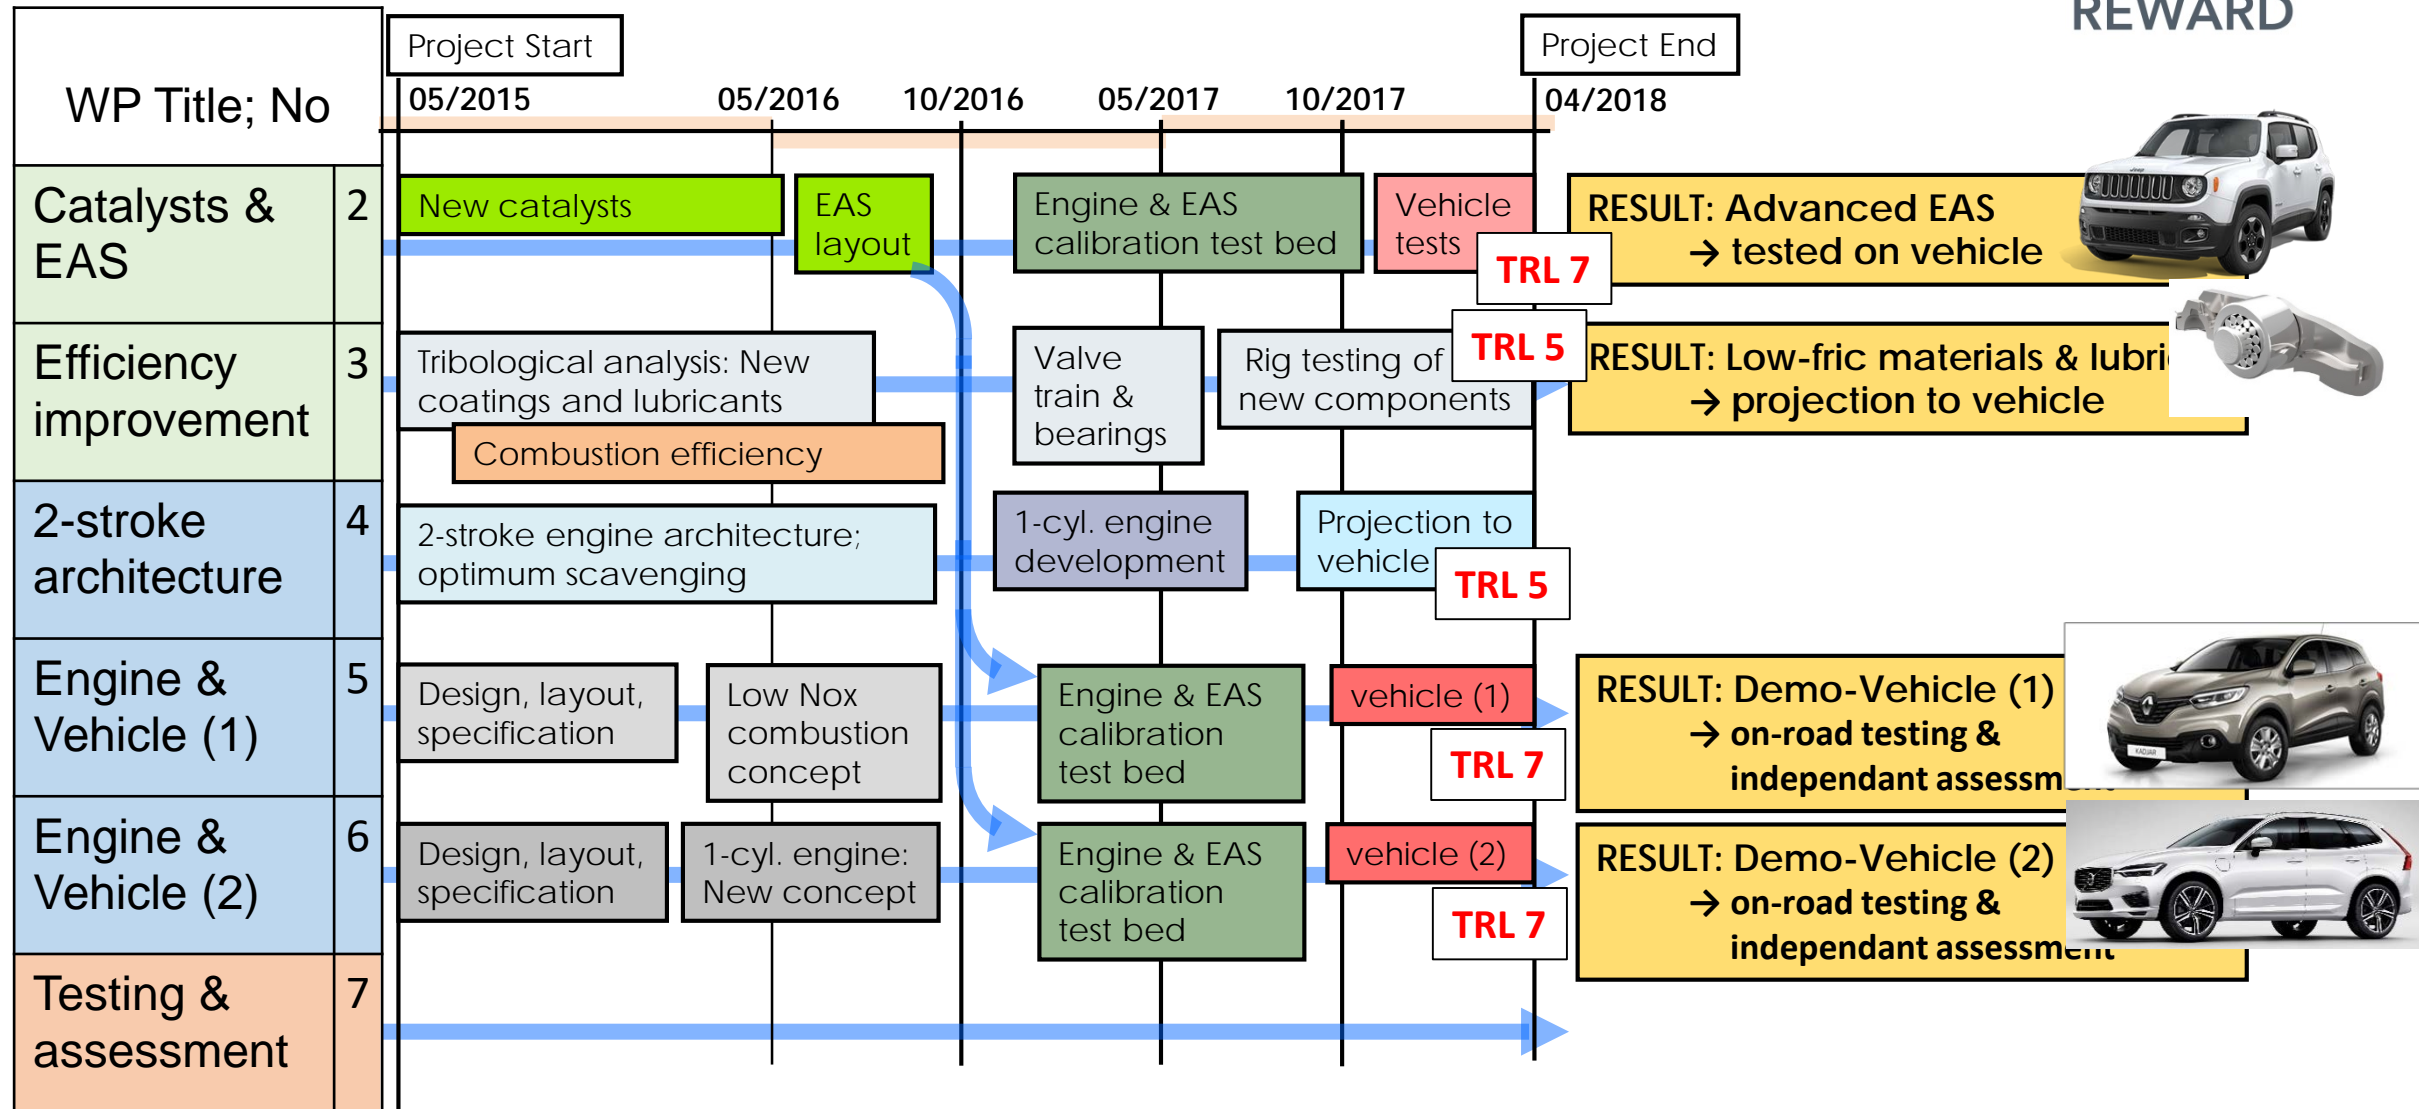 REWARD
Project Start
Project End
WP Title; No
05/2015
05/2016
10/2016
05/2017
10/2017
04/2018
Catalysts &
EAS
2
New catalysts
EAS
layout
Engine & EAS
calibration test bed
Vehicle
tests
TRL 7
RESULT: Advanced EAS
→ tested on vehicle
Jeep
Efficiency
improvement
3
Tribological analysis: New
coatings and lubricants
Combustion efficiency
Valve
train &
bearings
Rig testing of
new components
TRL 5
RESULT: Low-fric materials & lubri
→ projection to vehicle
2-stroke
architecture
4
2-stroke engine architecture;
optimum scavenging
1-cyl. engine
development
Projection to
vehicle
TRL 5
Engine &
Vehicle (1)
5
Design, layout,
specification
Low Nox
combustion
concept
Engine & EAS
calibration
test bed
vehicle (1)
TRL 7
RESULT: Demo-Vehicle (1)
→ on-road testing &
independant assessment
KADJAR
Engine &
Vehicle (2)
6
Design, layout,
specification
1-cyl. engine:
New concept
Engine & EAS
calibration
test bed
vehicle (2)
TRL 7
RESULT: Demo-Vehicle (2)
→ on-road testing &
independant assessment
Testing &
assessment
7